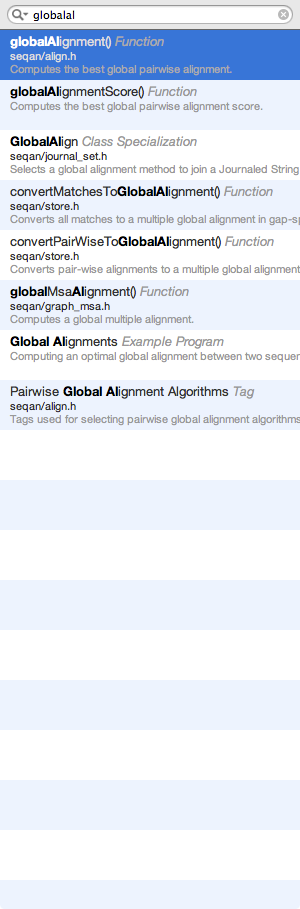 globalal
globalAlignment() Function
seqan/align.h
Computes the best global pairwise alignment.
globalAlignmentScore() Function
Computes the best global pairwise alignment score.
GlobalAlign Class Specialization
seqan/journal_set.h
Selects a global alignment method to join a Journaled String
convertMatchesToGlobalAlignment() Function
seqan/store.h
Converts all matches to a multiple global alignment in gap-sp
convertPairWiseToGlobalAlignment() Function
seqan/store.h
Converts pair-wise alignments to a multiple global alignment
globalMsaAlignment() Function
seqan/graph_msa.h
Computes a global multiple alignment.
Global Alignments Example Program
Computing an optimal global alignment between two sequen
Pairwise Global Alignment Algorithms Tag
seqan/align.h
Tags used for selecting pairwise global alignment algorithms